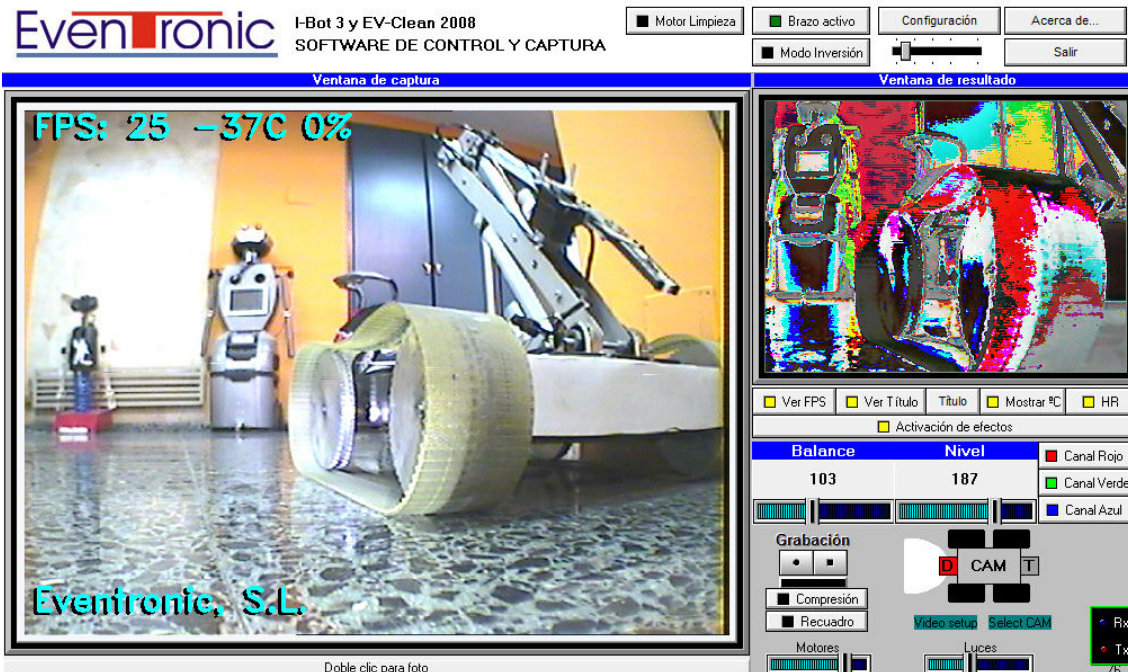 EvenTronic
I-Bot 3 y EV-Clean 2008
SOFTWARE DE CONTROL Y CAPTURA
Motor Limpieza
Brazo activo
Configuración
Acerca de...
Modo Inversión
Salir
Ventana de captura
Ventana de resultado
FPS: 25 -37C 0%
Eventronic, S.L.
Doble clic para foto
Ver FPS
Ver Título
Título
Mostrar ºC
HR
Activación de efectos
Balance
Nivel
103
187
Canal Rojo
Canal Verde
Canal Azul
Grabación
D
CAM
T
Compresión
Recuadro
Video setup
Select CAM
Rx
Tx
Motores
Luces